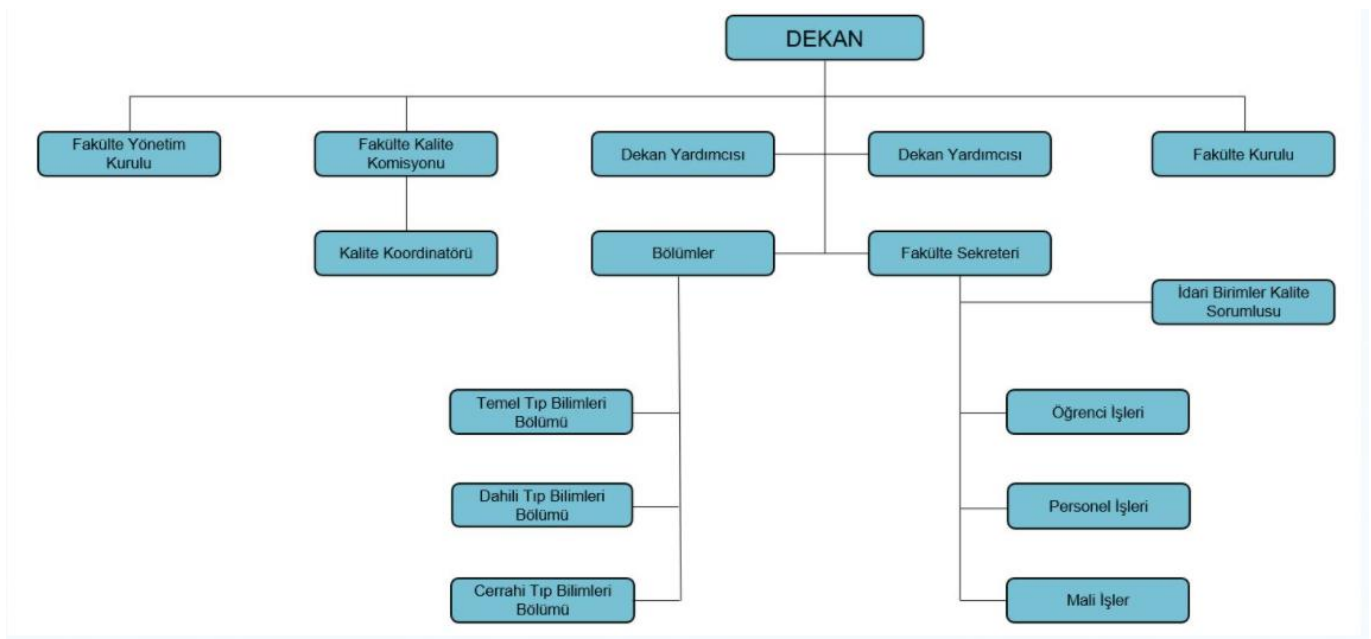 DEKAN
Fakülte Yönetim
Kurulu
Fakülte Kalite
Komisyonu
Dekan Yardımcısı
Dekan Yardımcısı
Fakülte Kurulu
Kalite Koordinatörü
Bölümler
Fakülte Sekreteri
İdari Birimler Kalite
Sorumlusu
Temel Tıp Bilimleri
Bölümü
Öğrenci İşleri
Dahili Tıp Bilimleri
Bölümü
Personel İşleri
Cerrahi Tıp Bilimleri
Bölümü
Mali İşler